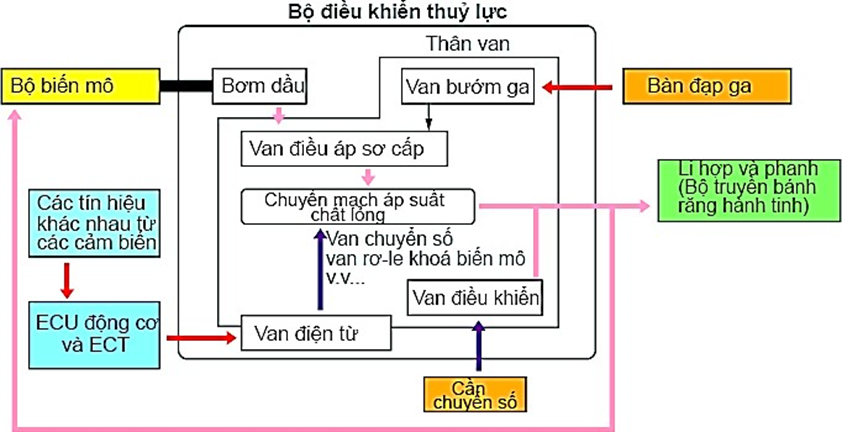 Bộ điều khiển thuỷ lực
Thân van
Bộ biến mô
Bơm dầu
Van bướm ga
Bàn đạp ga
Van điều áp sơ cấp
Li hợp và phanh
(Bộ truyền bánh
răng hành tinh)
Chuyển mạch áp suất
chất lỏng
Các tín hiệu
khác nhau từ
các cảm biến
Van chuyển số
van rơ-le khoá biến mô
v.v...
Van điều khiển
ECU động cơ
và ECT
Van điện từ
Cần
chuyển số